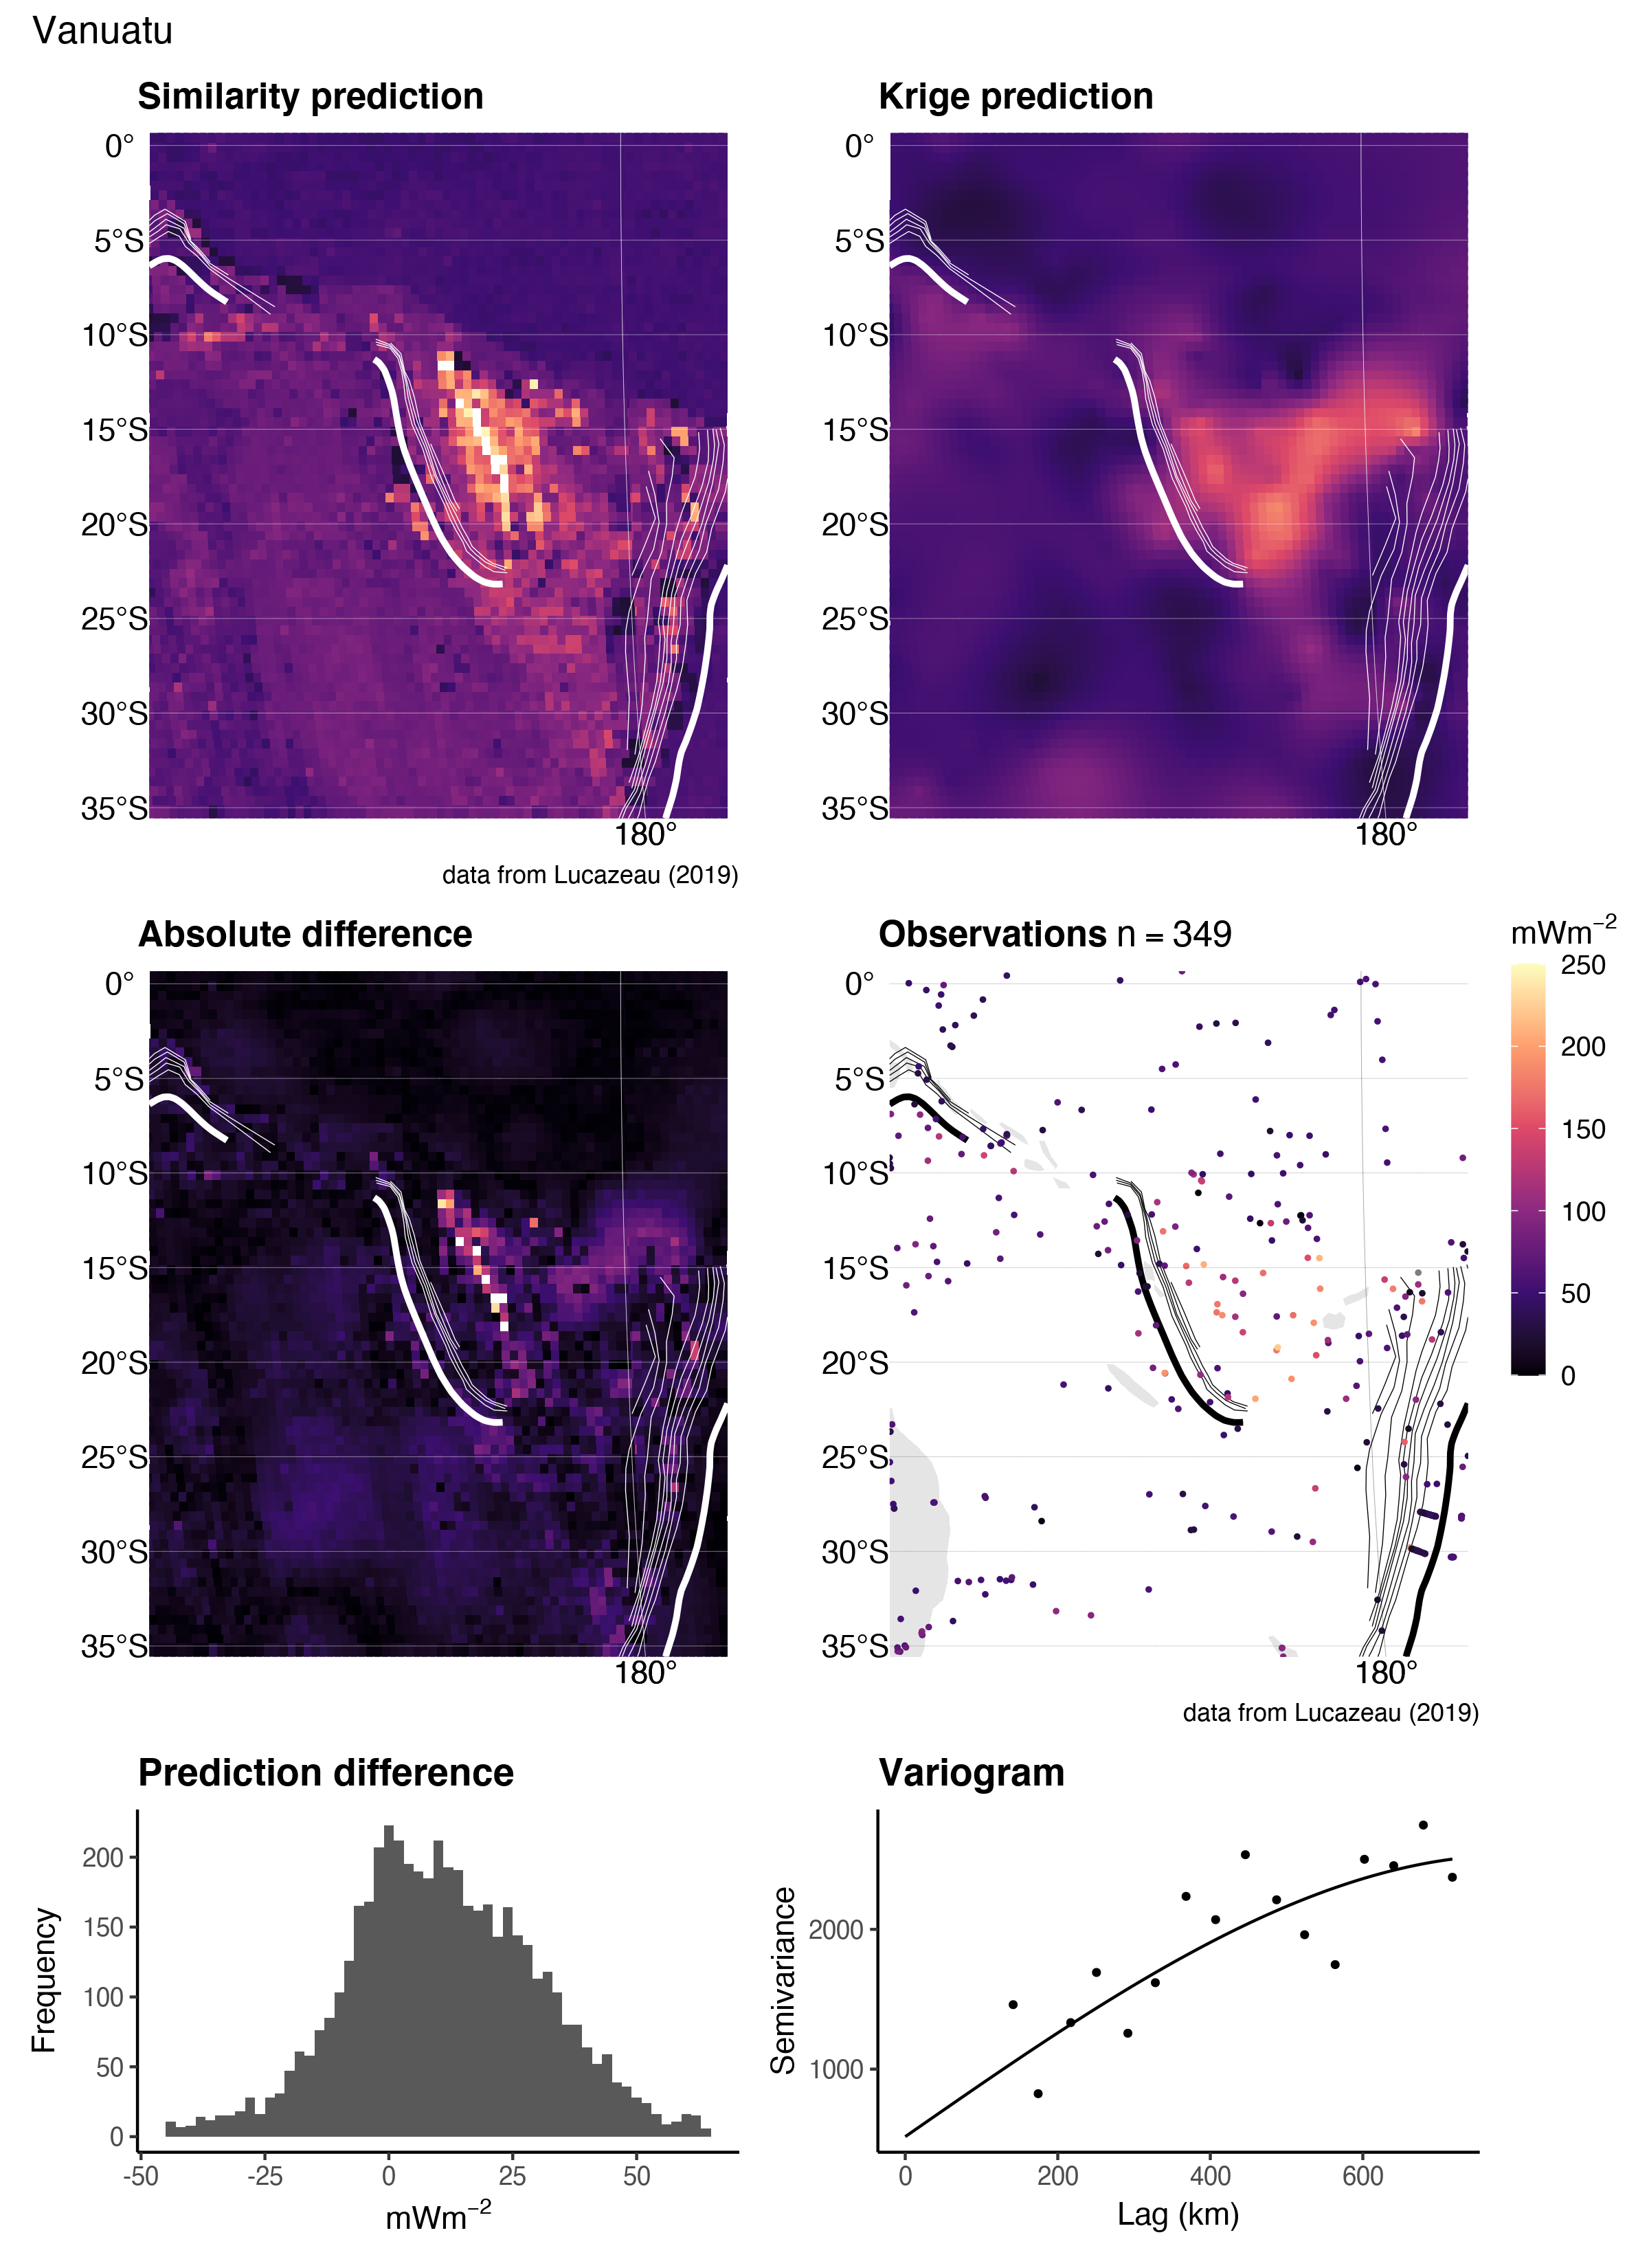 Vanuatu
Similarity prediction
0°
5°S
10°S
15°S
20°S
25°S
30°S
35°S
180°
data from Lucazeau (2019)
Krige prediction
0°
5°S
10°S
15°S
20°S
25°S
30°S
35°S
180°
Absolute difference
0°
5°S
10°S
15°S
20°S
25°S
30°S
35°S
180°
Observations n = 349
0°
5°S
10°S
15°S
20°S
25°S
30°S
35°S
180°
data from Lucazeau (2019)
mWm⁻²
250
200
150
100
50
0
Prediction difference
Frequency
200
150
100
50
0
-50 -25 0 25 50
mWm⁻²
Variogram
Semivariance
2000
1000
0 200 400 600
Lag (km)